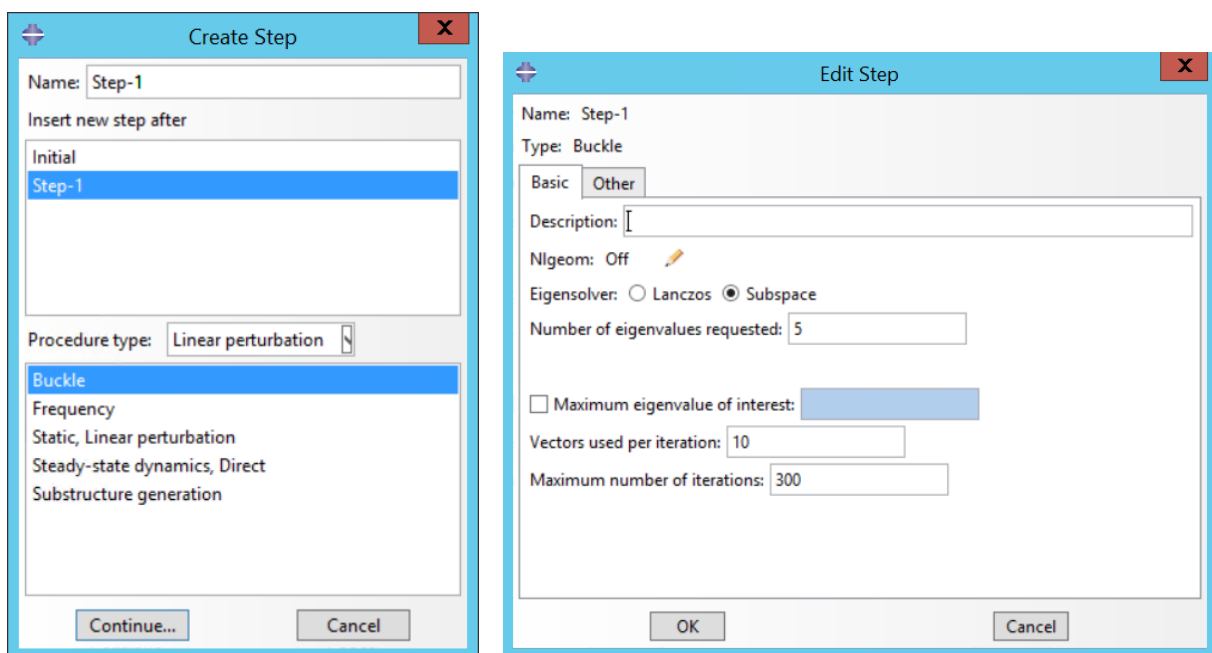 Create Step
X
Name: Step-1
Insert new step after
Initial
Step-1
Procedure type: Linear perturbation
Buckle
Frequency
Static, Linear perturbation
Steady-state dynamics, Direct
Substructure generation
Continue...
Cancel
Edit Step
X
Name: Step-1
Type: Buckle
Basic Other
Description:
Nlgeom: Off
Eigensolver: Lanczos Subspace
Number of eigenvalues requested: 5
Maximum eigenvalue of interest:
Vectors used per iteration: 10
Maximum number of iterations: 300
OK
Cancel